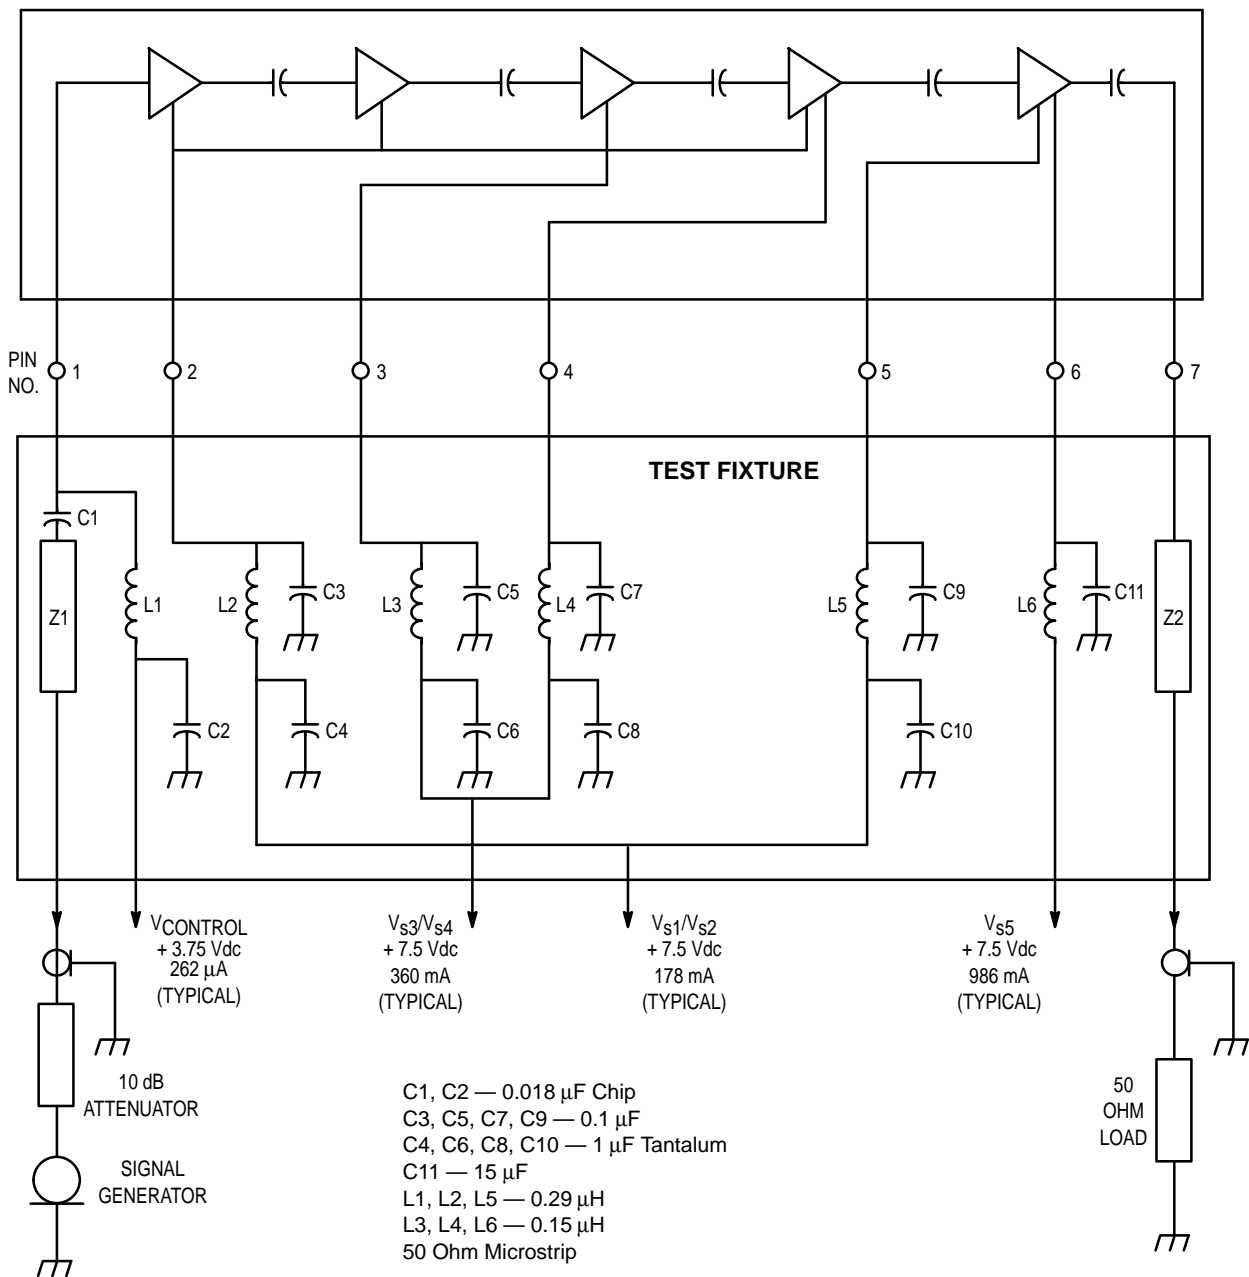 PIN
NO.
1
2
3
4
5
6
7
TEST FIXTURE
C1
Z1
L1
C2
L2
C3
C4
L3
C5
C6
L4
C7
C8
L5
C9
C10
L6
C11
Z2
VCONTROL
+ 3.75 Vdc
262 μA
(TYPICAL)
Vs3/Vs4
+ 7.5 Vdc
360 mA
(TYPICAL)
Vs1/Vs2
+ 7.5 Vdc
178 mA
(TYPICAL)
Vs5
+ 7.5 Vdc
986 mA
(TYPICAL)
10 dB
ATTENUATOR
SIGNAL
GENERATOR
C1, C2 — 0.018 μF Chip
C3, C5, C7, C9 — 0.1 μF
C4, C6, C8, C10 — 1 μF Tantalum
C11 — 15 μF
L1, L2, L5 — 0.29 μH
L3, L4, L6 — 0.15 μH
50 Ohm Microstrip
50
OHM
LOAD